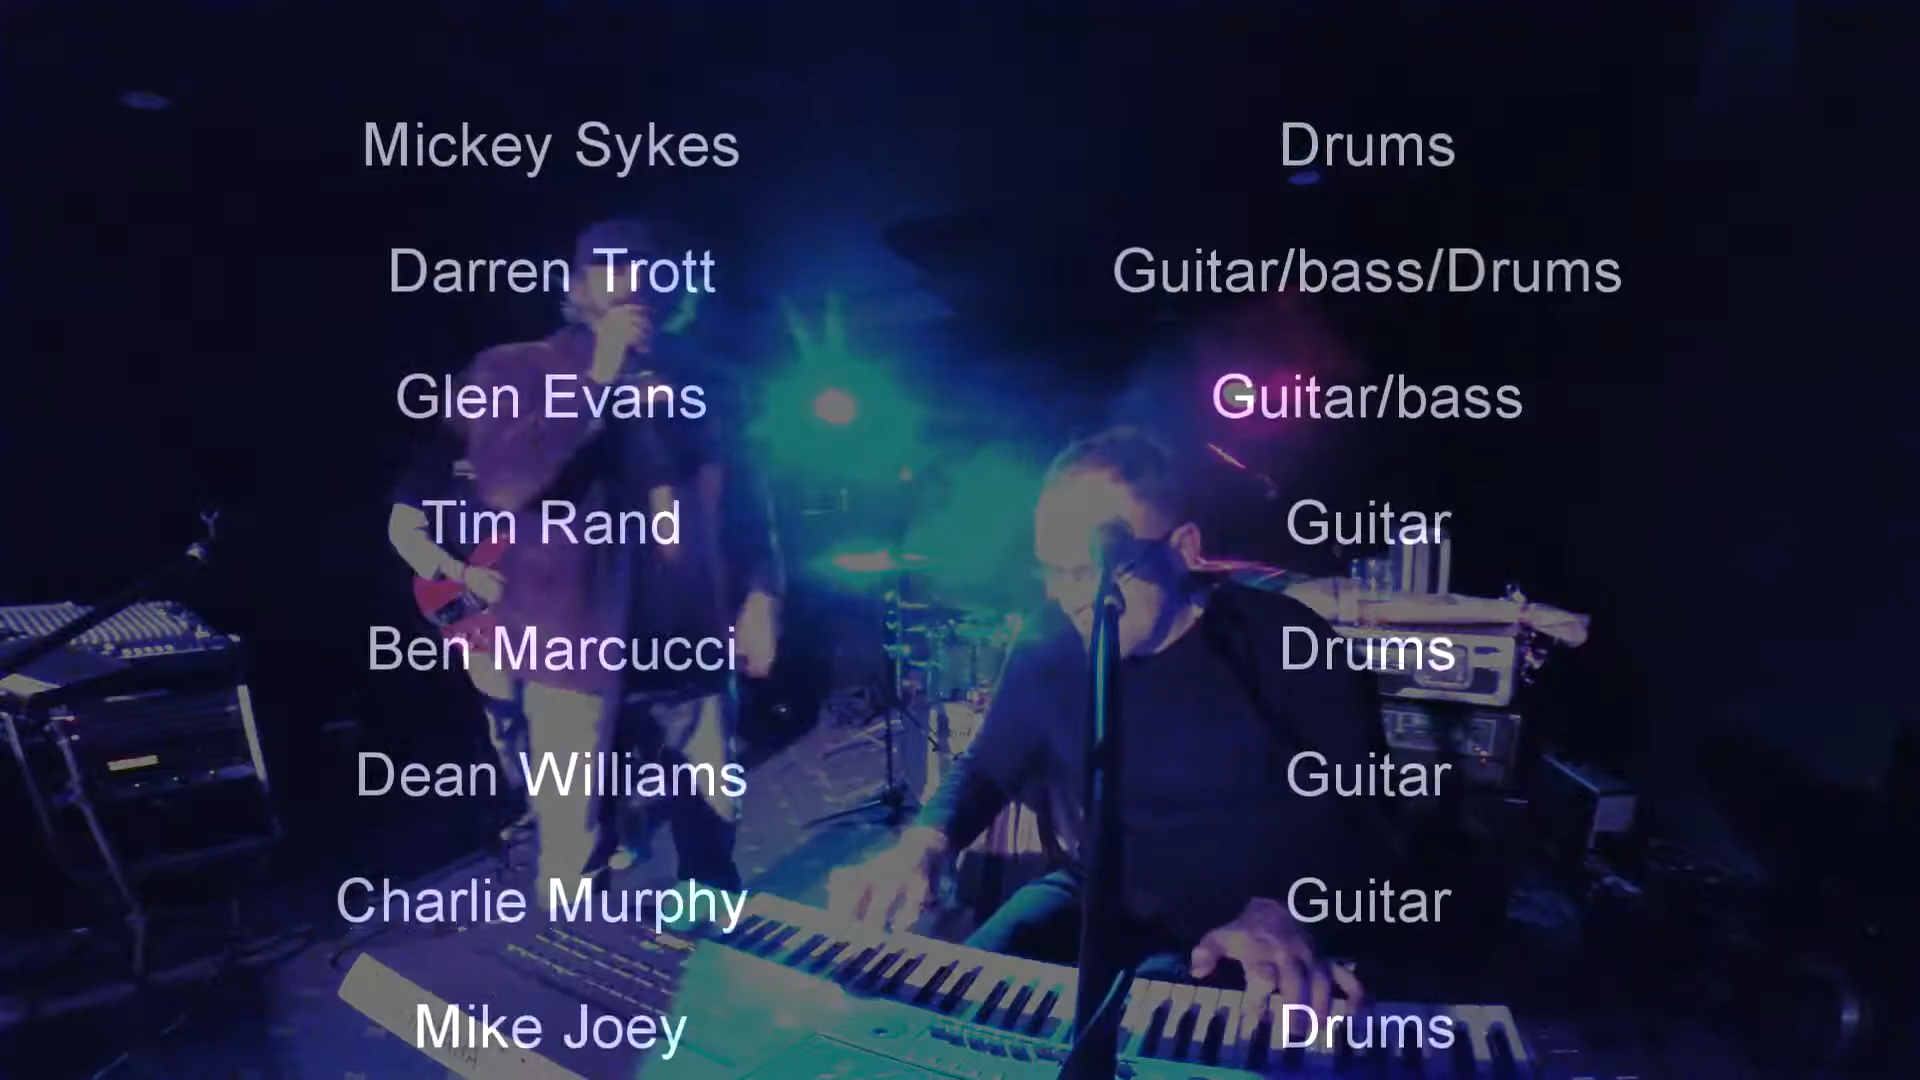 Mickey Sykes Drums
Darren Trott Guitar/bass/Drums
Glen Evans Guitar/bass
Tim Rand Guitar
Ben Marcucci Drums
Dean Williams Guitar
Charlie Murphy Guitar
Mike Joey Drums